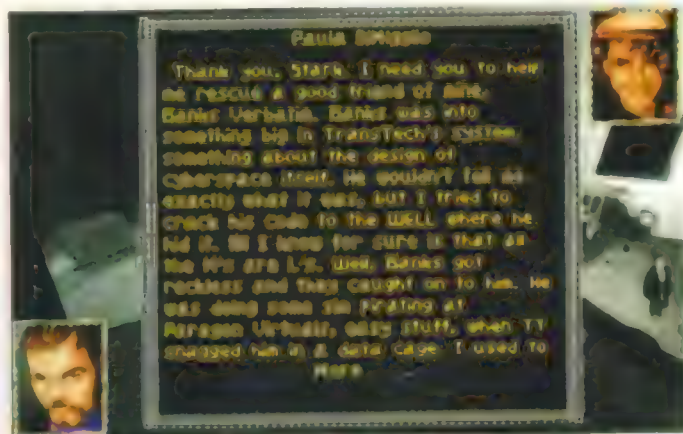 Paula
Thank you, Stark. I need you to help
me rescue a good friend of mine,
Banks Verbatim. Banks was into
something big in TransTech's system,
something about the design of
cyberspace itself. He wouldn't tell me
exactly what it was, but I tried to
crack his code to the WELL where he
hid it. All I know for sure is that all
the are Well, Banks got
reckless and they caught on to him. He
was doing some sim pirating at
Paragon easy stuff, when TT
snagged him in a data cage. I used to
More